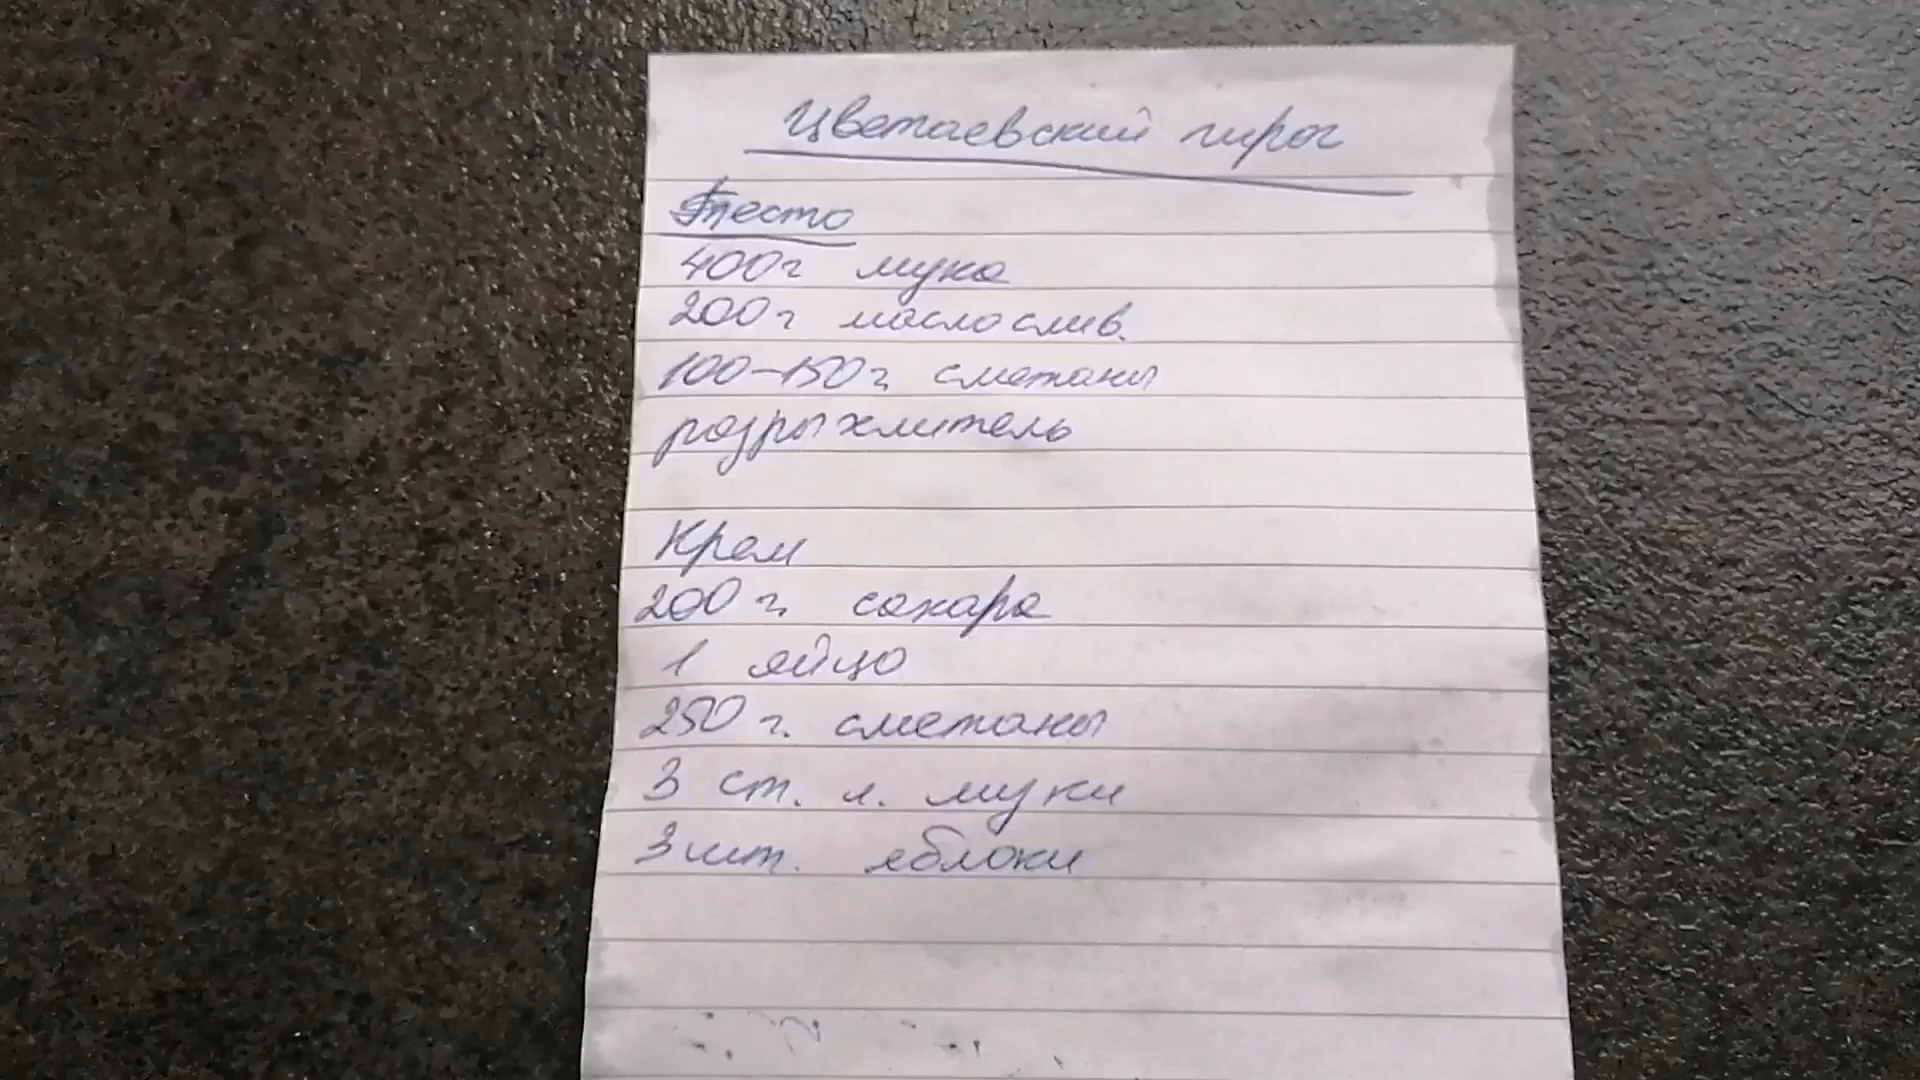 Цветаевский пирог
Тесто
400г мука
200г масло слив.
100-150г сметаны
разрыхлитель
Крем
200 г. сахара
1 яйцо
250 г. сметаны
3 ст. л. муки
3 шт. яблоки